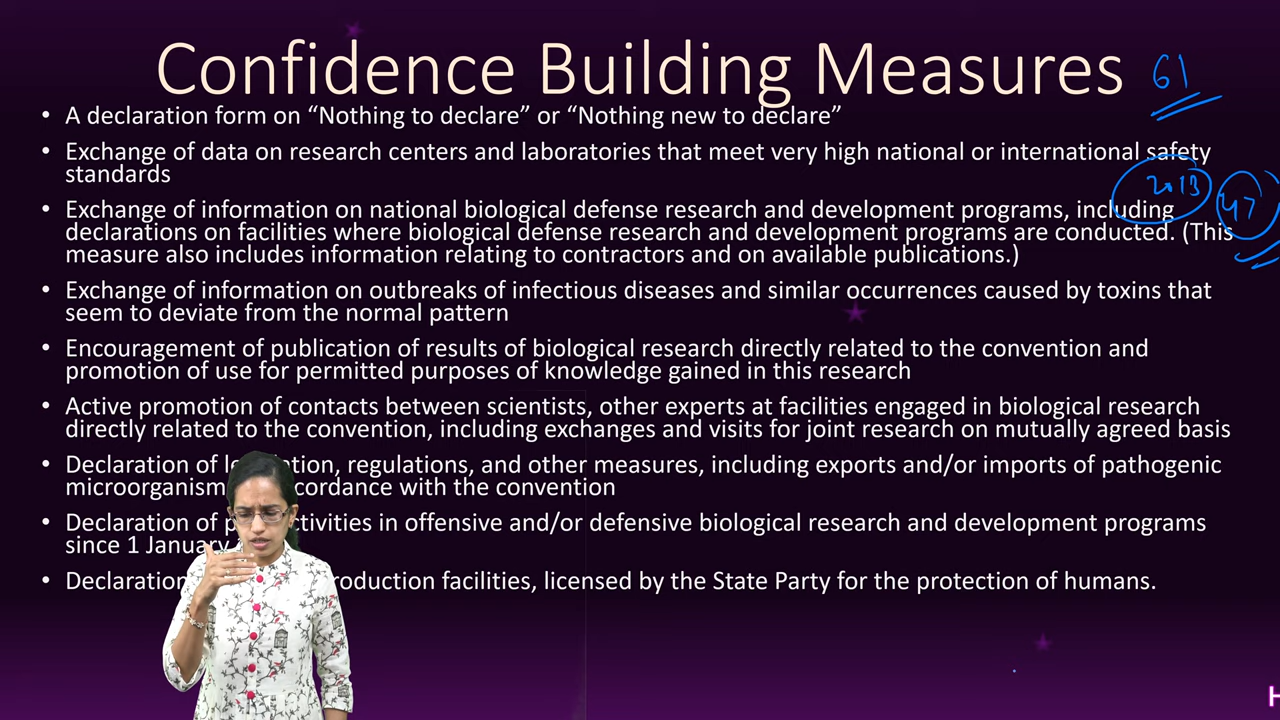 Confidence Building Measures
61
• A declaration form on “Nothing to declare” or “Nothing new to declare”
• Exchange of data on research centers and laboratories that meet very high national or international safety
standards
2013
47
• Exchange of information on national biological defense research and development programs, including
declarations on facilities where biological defense research and development programs are conducted. (This
measure also includes information relating to contractors and on available publications.)
• Exchange of information on outbreaks of infectious diseases and similar occurrences caused by toxins that
seem to deviate from the normal pattern
• Encouragement of publication of results of biological research directly related to the convention and
promotion of use for permitted purposes of knowledge gained in this research
• Active promotion of contacts between scientists, other experts at facilities engaged in biological research
directly related to the convention, including exchanges and visits for joint research on mutually agreed basis
• Declaration of regulations, and other measures, including exports and/or imports of pathogenic
with the convention
• Declaration of in offensive and/or defensive biological research and development programs
since 1 January
• Declaration facilities, licensed by the State Party for the protection of humans.
H